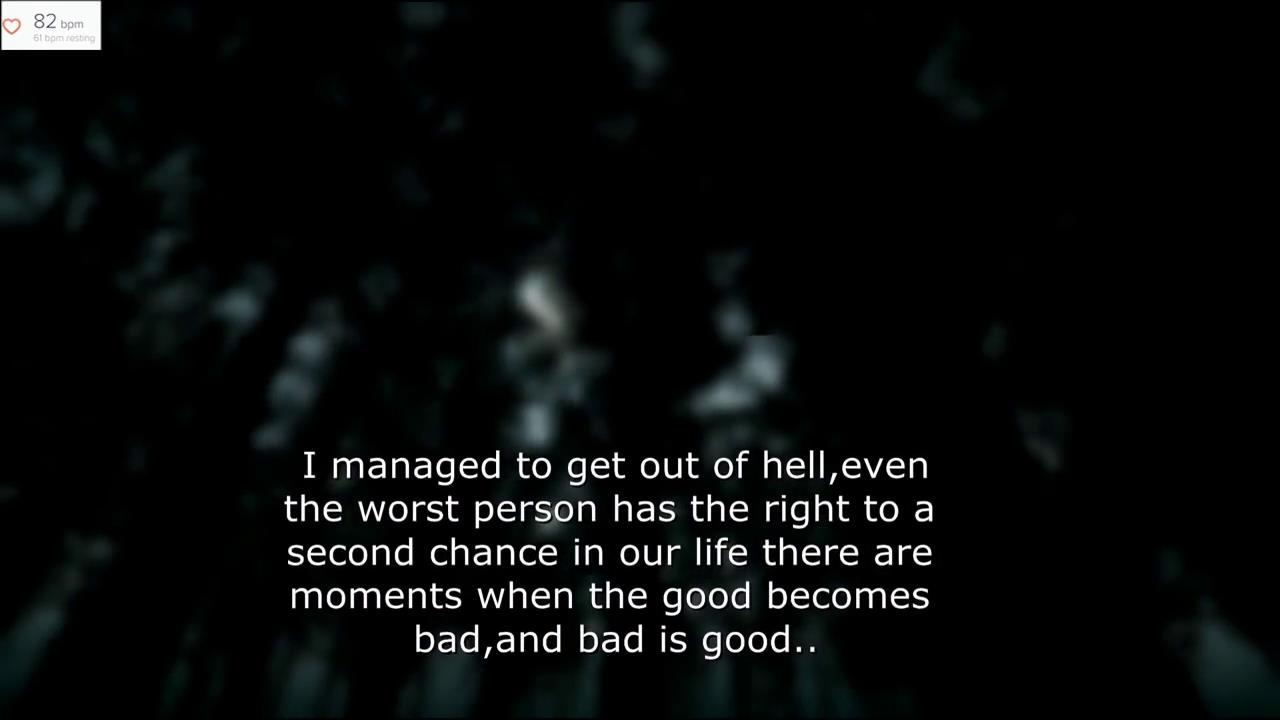 82 bpm
61 bpm resting
I managed to get out of hell,even
the worst person has the right to a
second chance in our life there are
moments when the good becomes
bad,and bad is good..